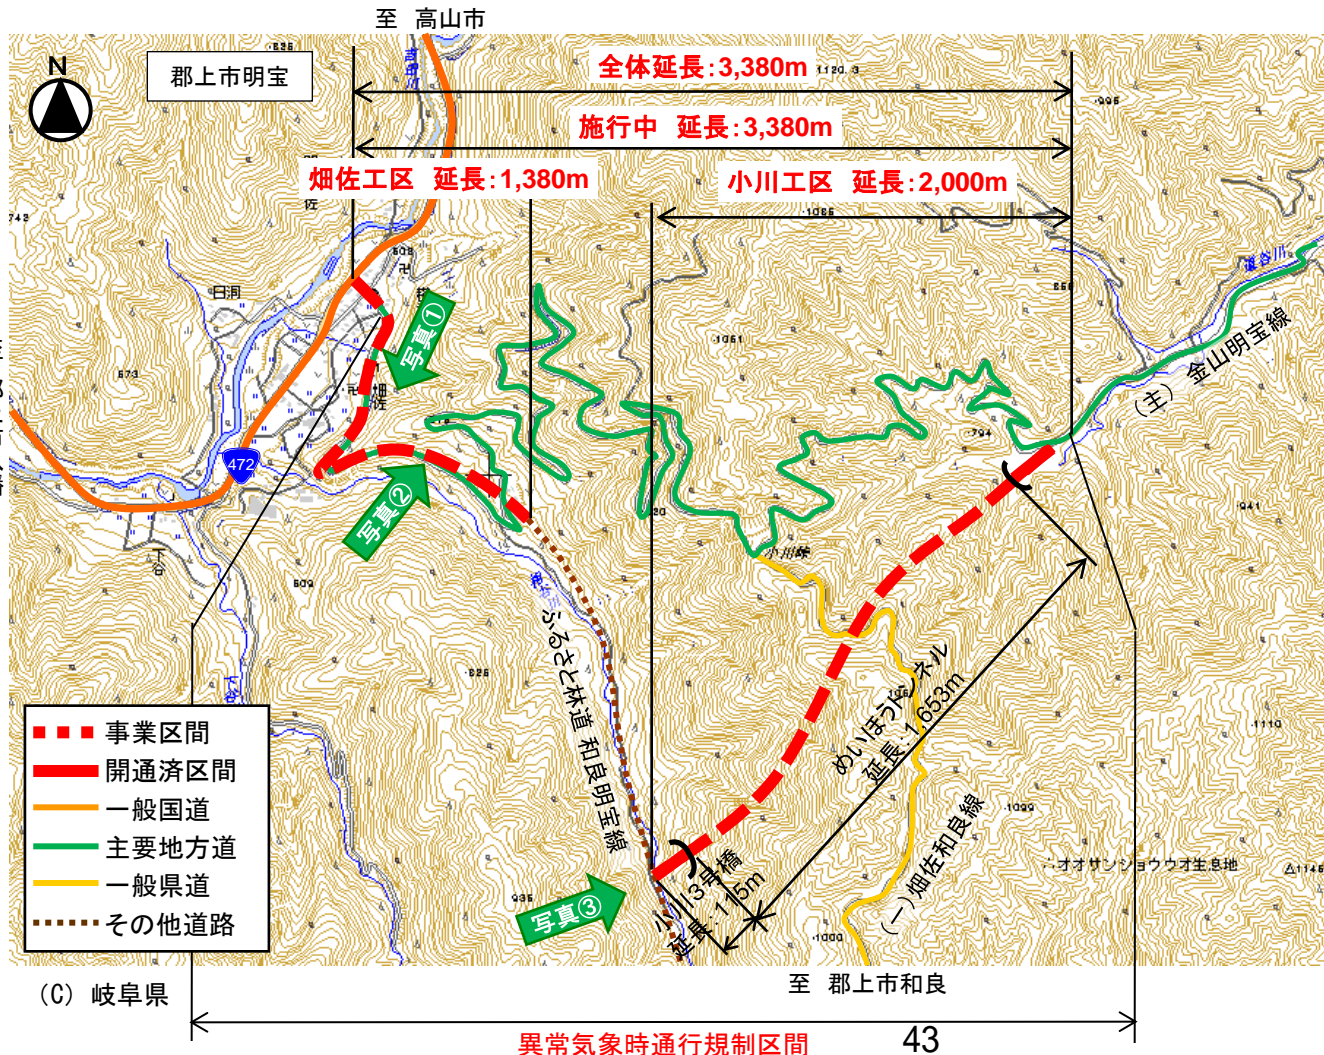 至 高山市
全体延長:3,380m
1120.3
郡上市明宝
N
施行中 延長:3,380m
畑佐工区 延長:1,380m
小川工区 延長:2,000m
日洞
写真①
畑佐
472
写真②
(主) 金山明宝線
小川峠
下谷
ふるさと林道 和良明宝線
めいほうトンネル
延長:1,653m
小川3号橋
延長:115m
(一)畑佐和良線
オオサンショウウオ生息地
写真③
事業区間
開通済区間
一般国道
主要地方道
一般県道
その他道路
(C) 岐阜県
至 郡上市和良
異常気象時通行規制区間
43